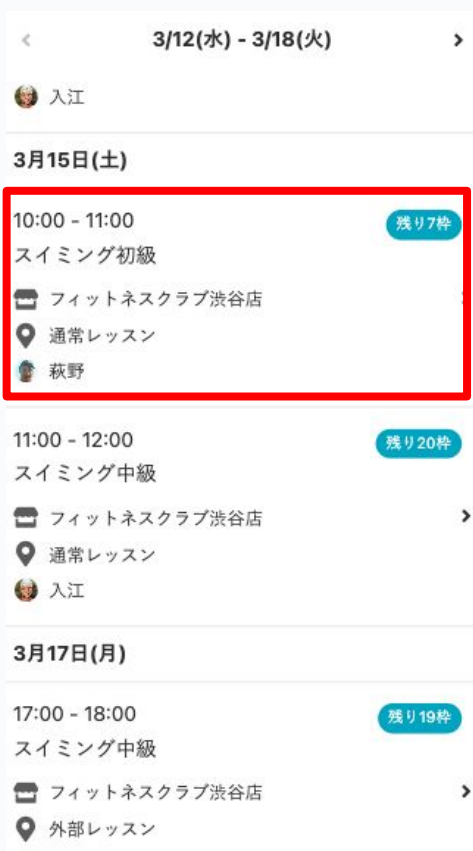 3/12(水) - 3/18(火)
入江
3月15日(土)
10:00 - 11:00
残り7枠
スイミング初級
フィットネスクラブ渋谷店
通常レッスン
萩野
11:00 - 12:00
残り20枠
スイミング中級
フィットネスクラブ渋谷店
通常レッスン
入江
3月17日(月)
17:00 - 18:00
残り19枠
スイミング中級
フィットネスクラブ渋谷店
外部レッスン